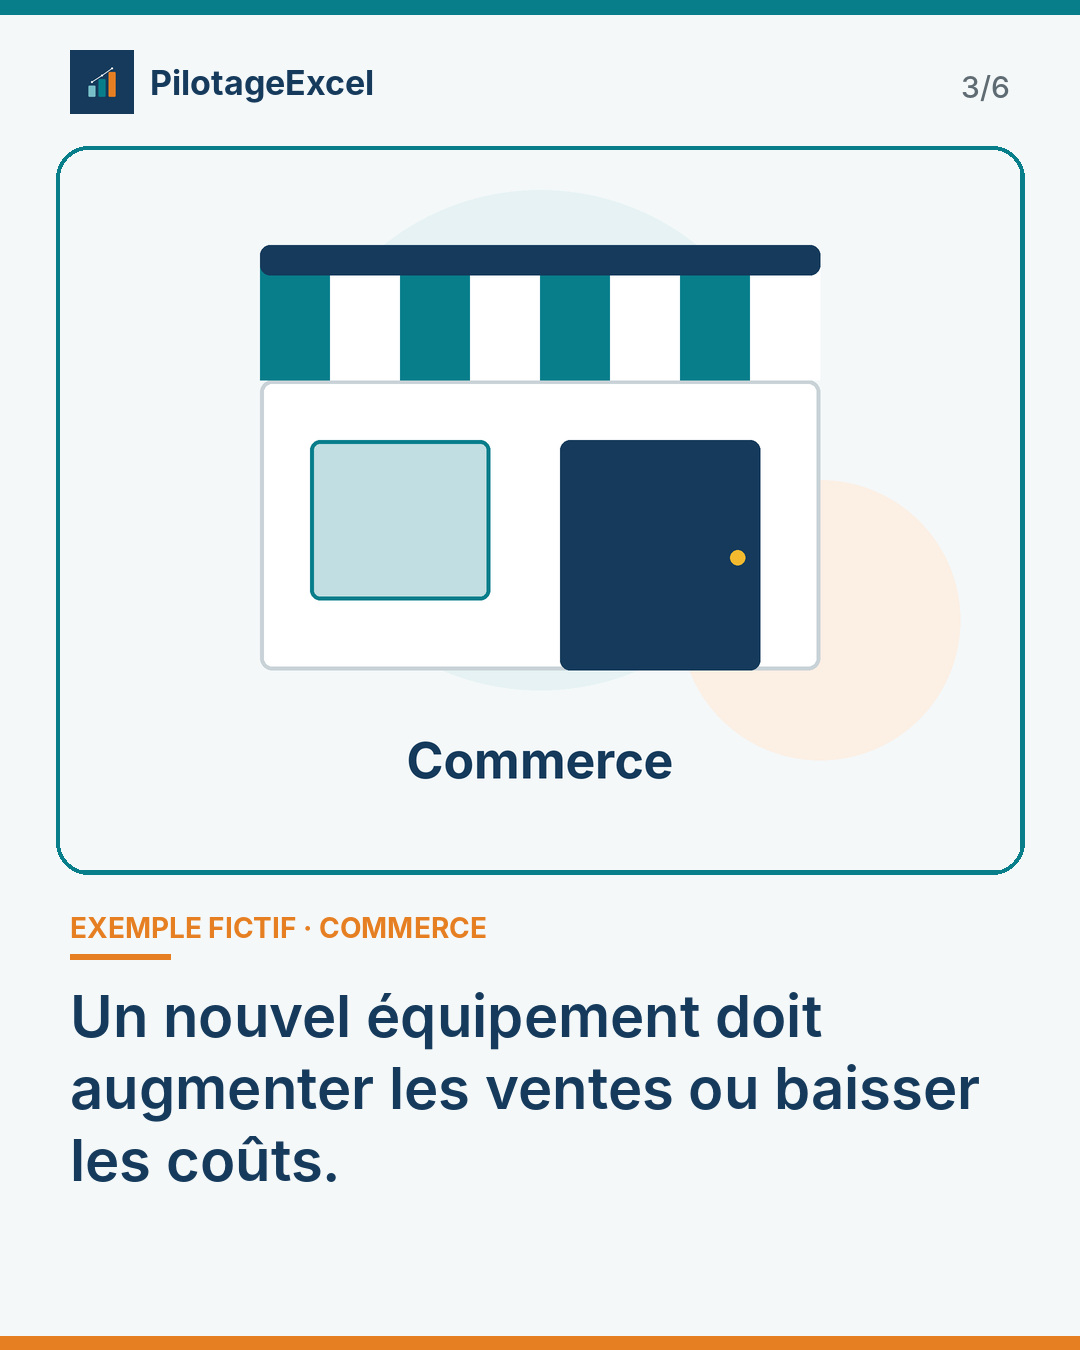 PilotageExcel
3/6
Commerce
EXEMPLE FICTIF · COMMERCE
Un nouvel équipement doit
augmenter les ventes ou baisser
les coûts.